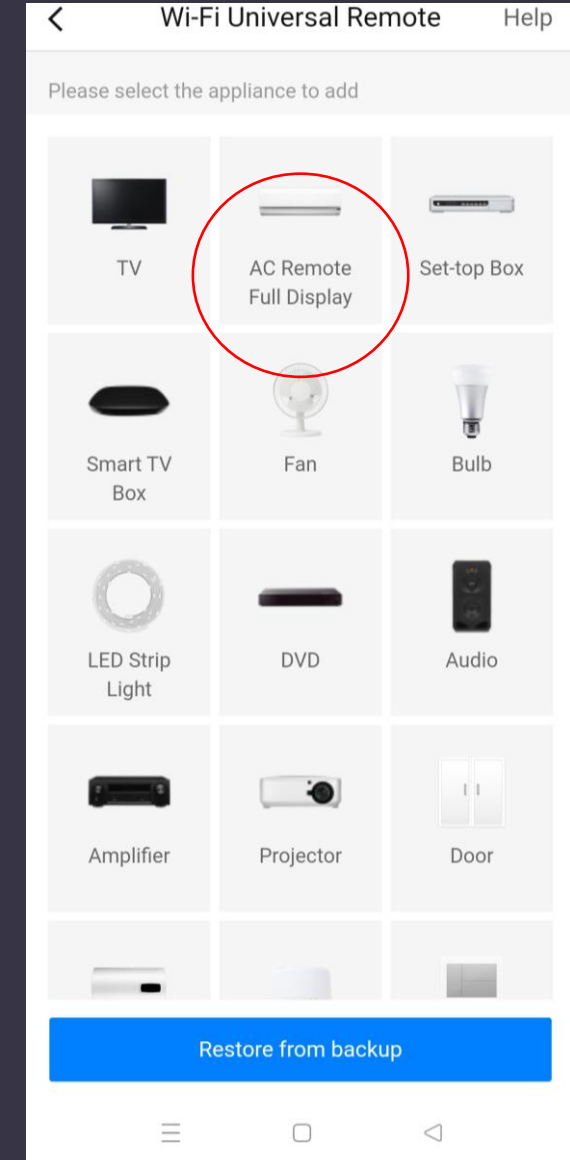 Wi-Fi Universal Remote
Help
Please select the appliance to add
TV
AC Remote
Full Display
Set-top Box
Smart TV
Box
Fan
Bulb
LED Strip
Light
DVD
Audio
Amplifier
Projector
Door
Restore from backup